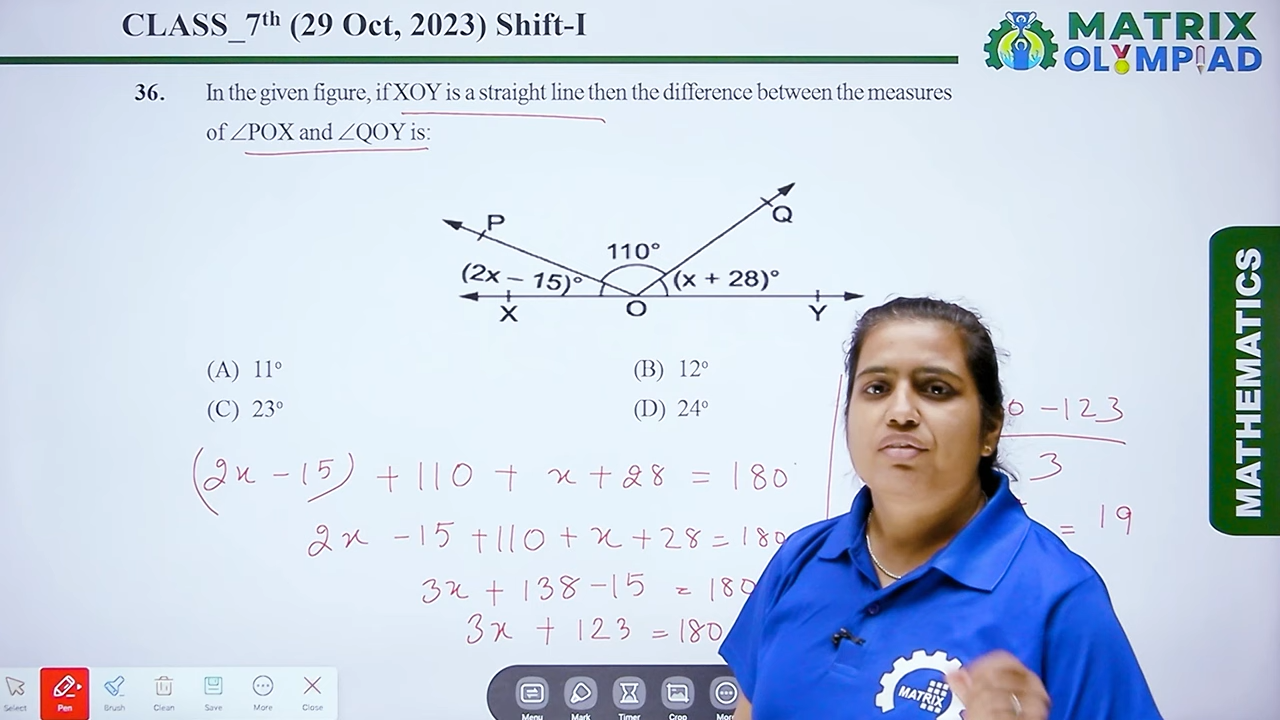 CLASS_7th (29 Oct, 2023) Shift-I
MATRIX
OLYMPIAD
36. In the given figure, if XOY is a straight line then the difference between the measures
of ∠POX and ∠QOY is:
P
Q
110°
(2x – 15)°
(x + 28)°
X
O
Y
(A) 11°
(B) 12°
(C) 23°
(D) 24°
(2x - 15) + 110 + x + 28 = 180
2x - 15 + 110 + x + 28 = 180
3x + 138 - 15 = 180
3x + 123 = 180
0 - 123
3
= 19
MATHEMATICS
MATRIX
Select
Pen
Brush
Clean
Save
More
Close
Menu
Mark
Timer
Crop
More